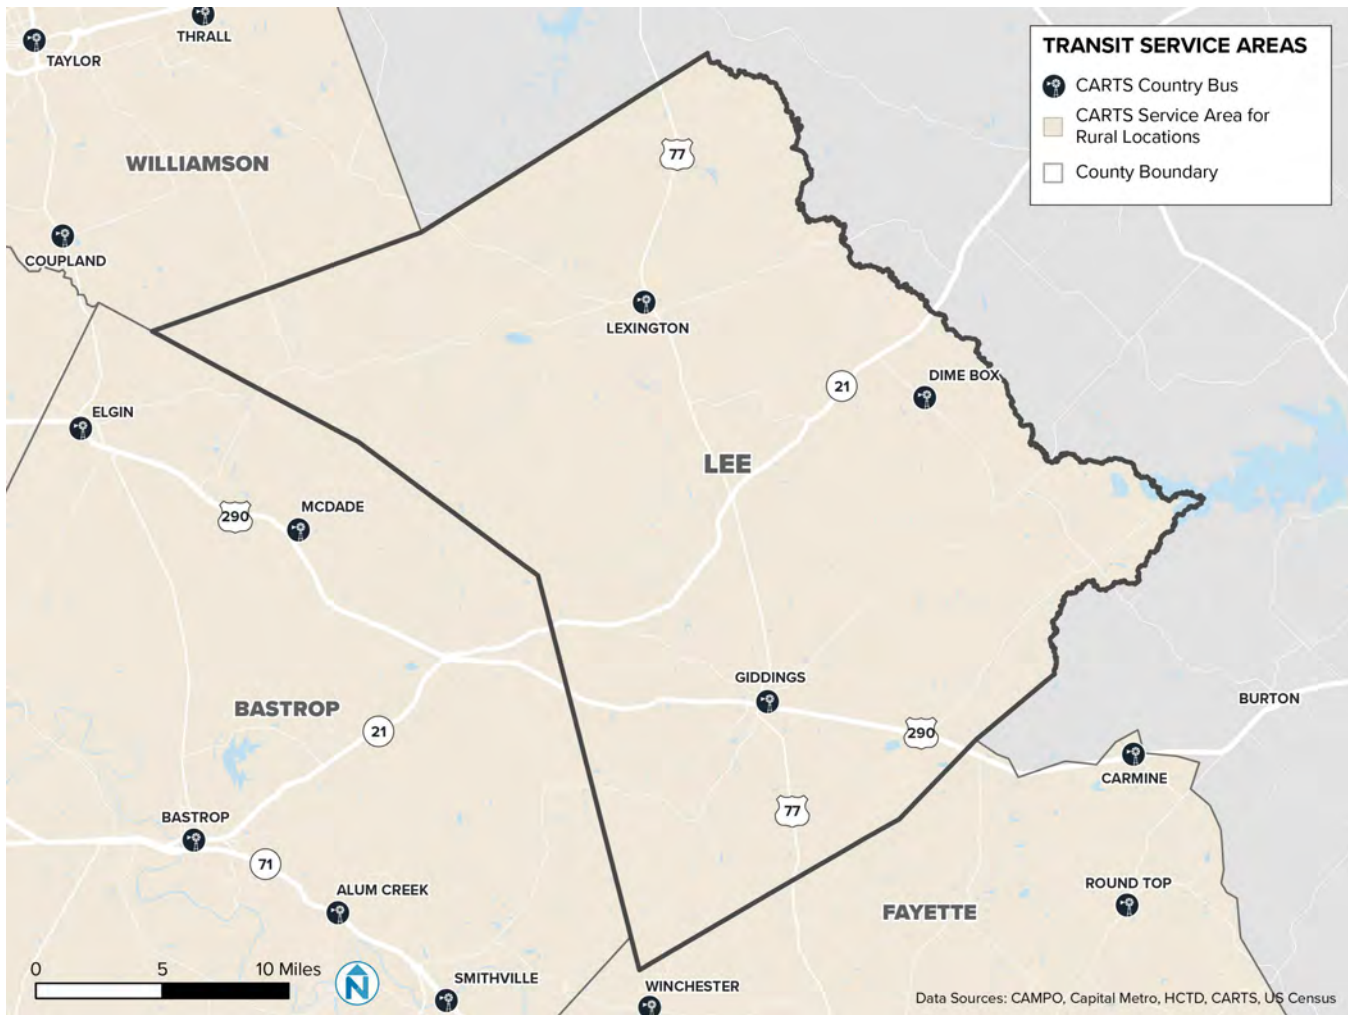 THRALL
TAYLOR
TRANSIT SERVICE AREAS
CARTS Country Bus
CARTS Service Area for
Rural Locations
County Boundary
77
WILLIAMSON
COUPLAND
LEXINGTON
DIME BOX
21
ELGIN
LEE
MCDADE
290
GIDDINGS
BURTON
BASTROP
21
290
CARMINE
77
BASTROP
71
ALUM CREEK
ROUND TOP
FAYETTE
0 5 10 Miles
N
SMITHVILLE
WINCHESTER
Data Sources: CAMPO, Capital Metro, HCTD, CARTS, US Census